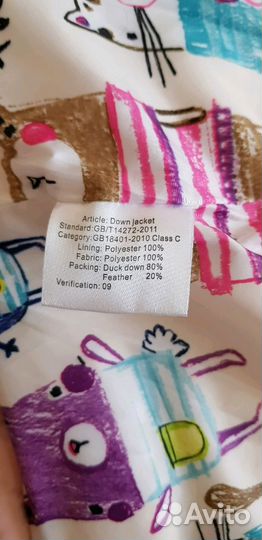 Article: Down jacket
Standard:GB/T14272-2011
Category:GB18401-2010 Class C
Lining: Polyester 100%
Fabric: Polyester 100%
Packing: Duck down 80%
Feather 20%
Verification: 09
Avito